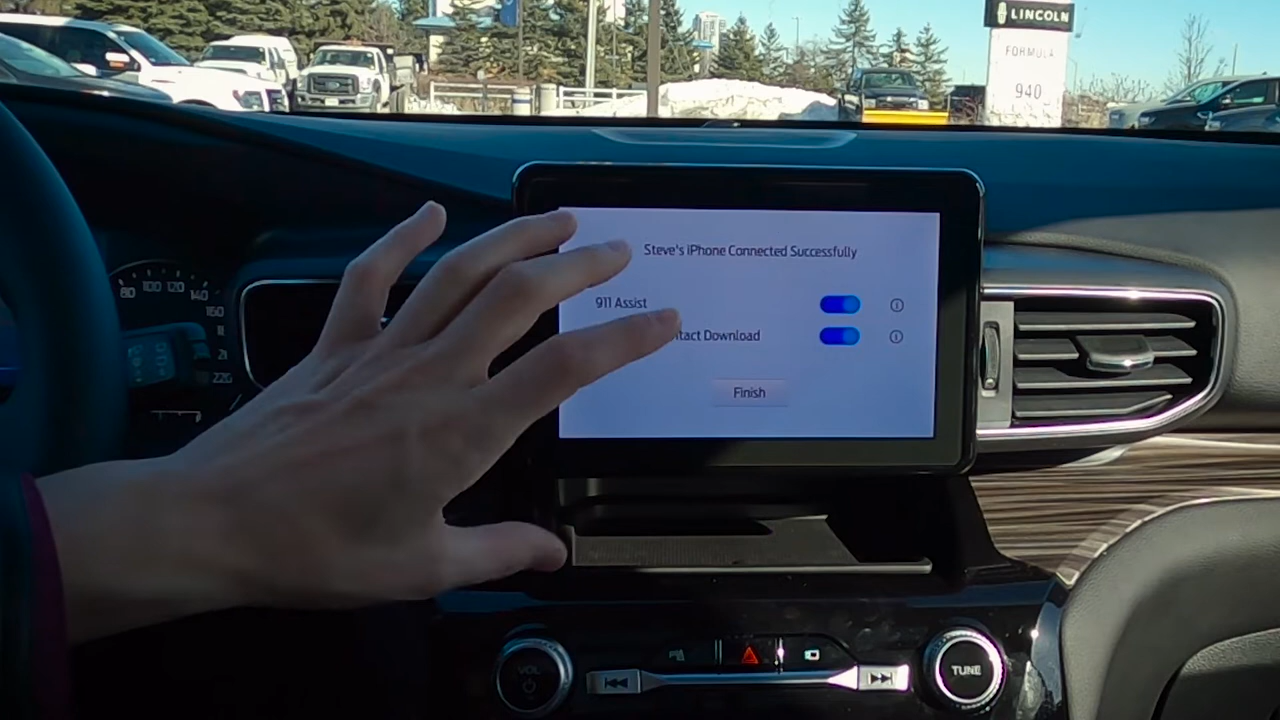 LINCOLN
FORMULA
940
Steve's iPhone Connected Successfully
911 Assist
tact Download
Finish
80 100 120 140 160
220
VOL
TUNE